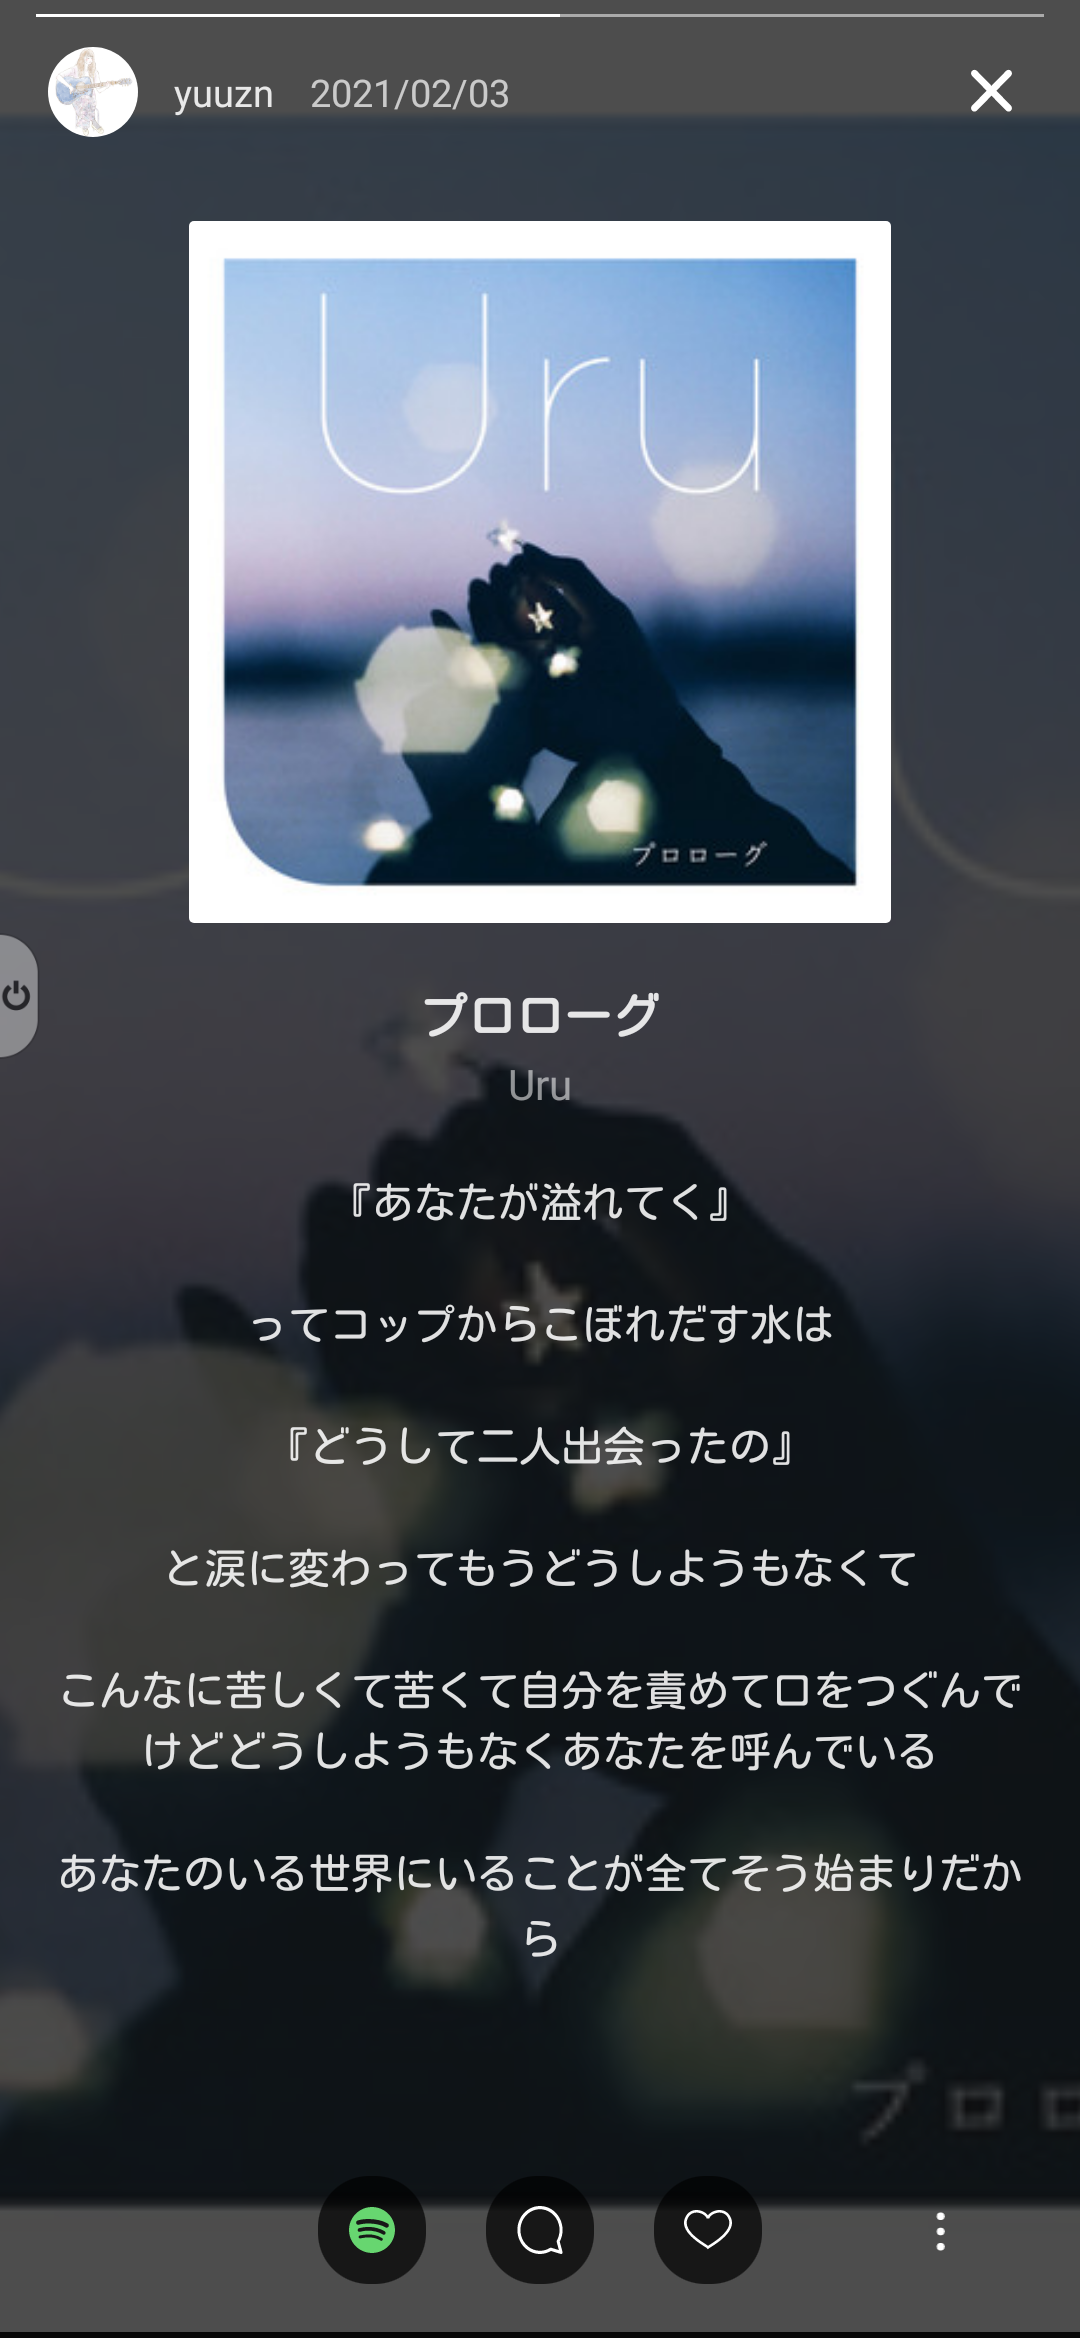 yuuzn 2021/02/03
Uru
プロローグ
プロローグ
Uru
『あなたが溢れてく』
ってコップからこぼれだす水は
『どうして二人出会ったの』
と涙に変わってもうどうしようもなくて
こんなに苦しくて苦くて自分を責めて口をつぐんで
けどどうしようもなくあなたを呼んでいる
あなたのいる世界にいることが全てそう始まりだか
ら
プロロ